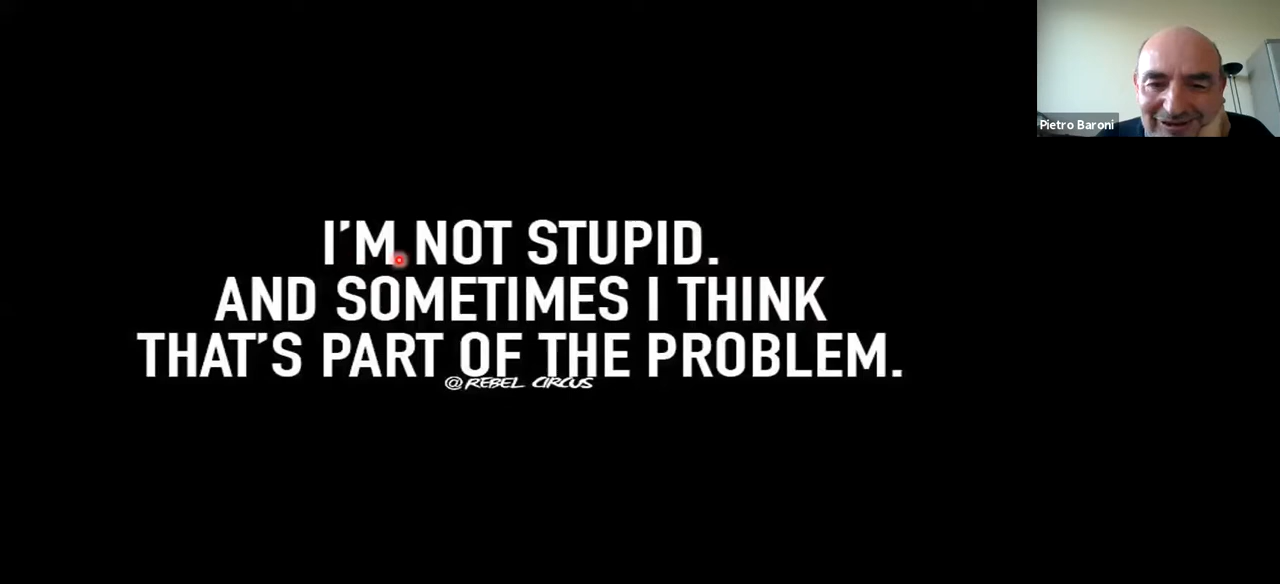 Pietro Baroni
I'M NOT STUPID.
AND SOMETIMES I THINK
THAT'S PART OF THE PROBLEM.
@REBEL CIRCUS